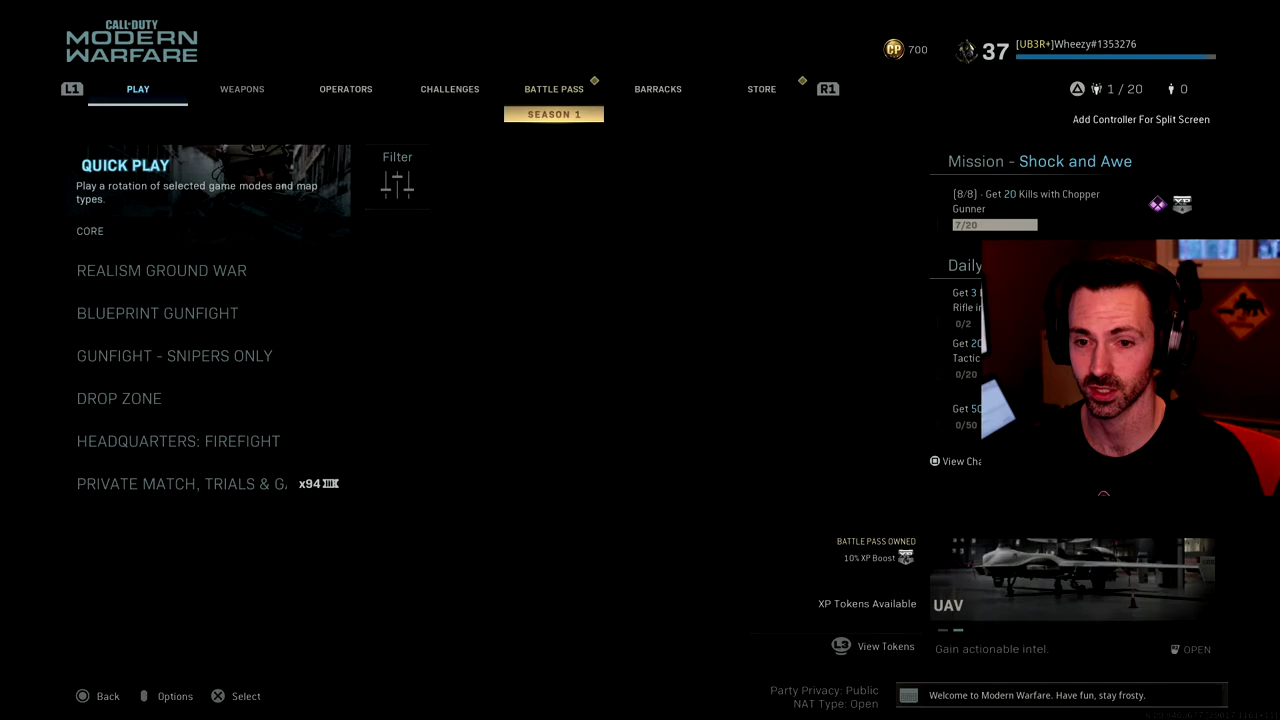 CALL OF DUTY
MODERN
WARFARE
CP 700
37
[UB3R+]Wheezy#1353276
L1
PLAY
WEAPONS
OPERATORS
CHALLENGES
BATTLE PASS
BARRACKS
STORE
R1
1 / 20
0
SEASON 1
Add Controller For Split Screen
QUICK PLAY
Play a rotation of selected game modes and map
types.
Filter
CORE
REALISM GROUND WAR
BLUEPRINT GUNFIGHT
GUNFIGHT - SNIPERS ONLY
DROP ZONE
HEADQUARTERS: FIREFIGHT
PRIVATE MATCH, TRIALS & G
x94
Mission - Shock and Awe
[8/8] - Get 20 Kills with Chopper
Gunner
XP
7/20
Daily
Get 3
Rifle in
0/2
Get 20
Tactic
0/20
Get 50
0/50
View Cha
BATTLE PASS OWNED
10% XP Boost
XP
XP Tokens Available
L3
View Tokens
UAV
Gain actionable intel.
OPEN
Back
Options
Select
Party Privacy: Public
NAT Type: Open
Welcome to Modern Warfare. Have fun, stay frosty.